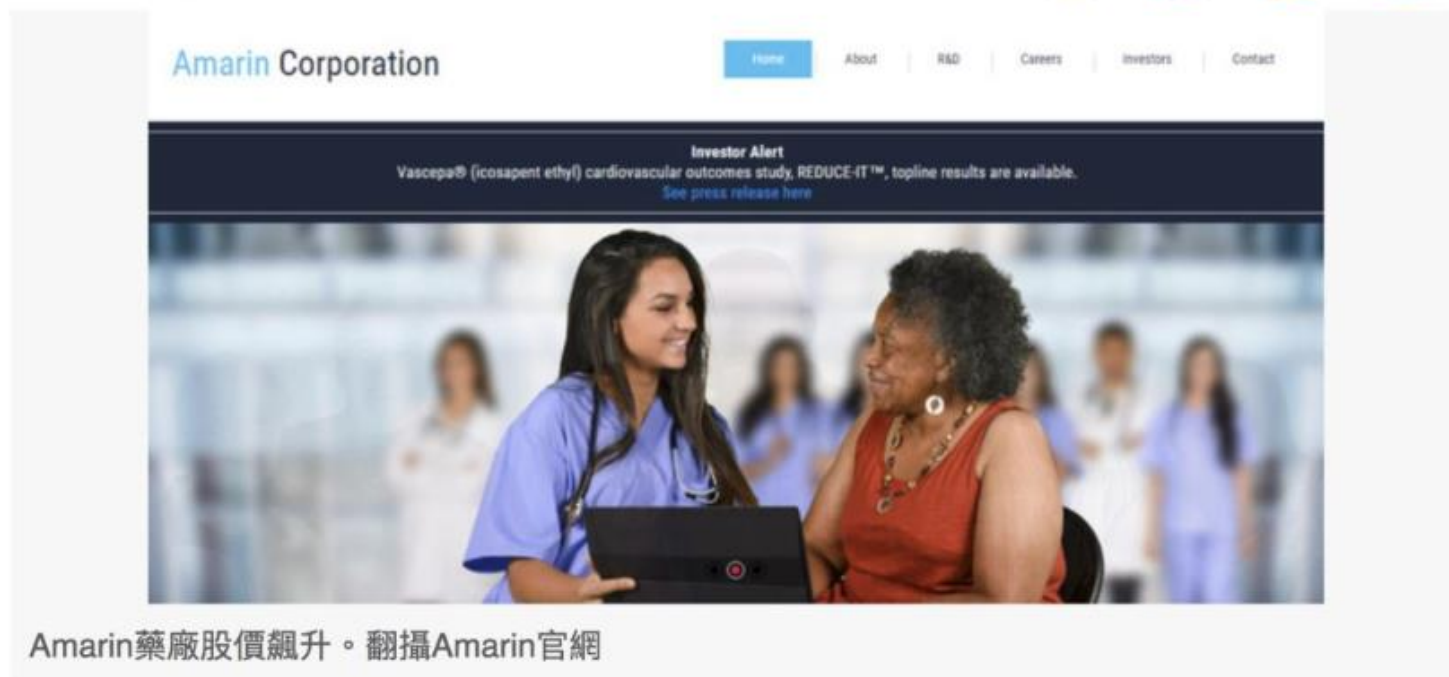 Amarin Corporation
Home About R&D Careers Investors Contact
Investor Alert
Vascepa® (icosapent ethyl) cardiovascular outcomes study, REDUCE-IT™, topline results are available.
See press release here
Amarin藥廠股價飆升。翻攝Amarin官網